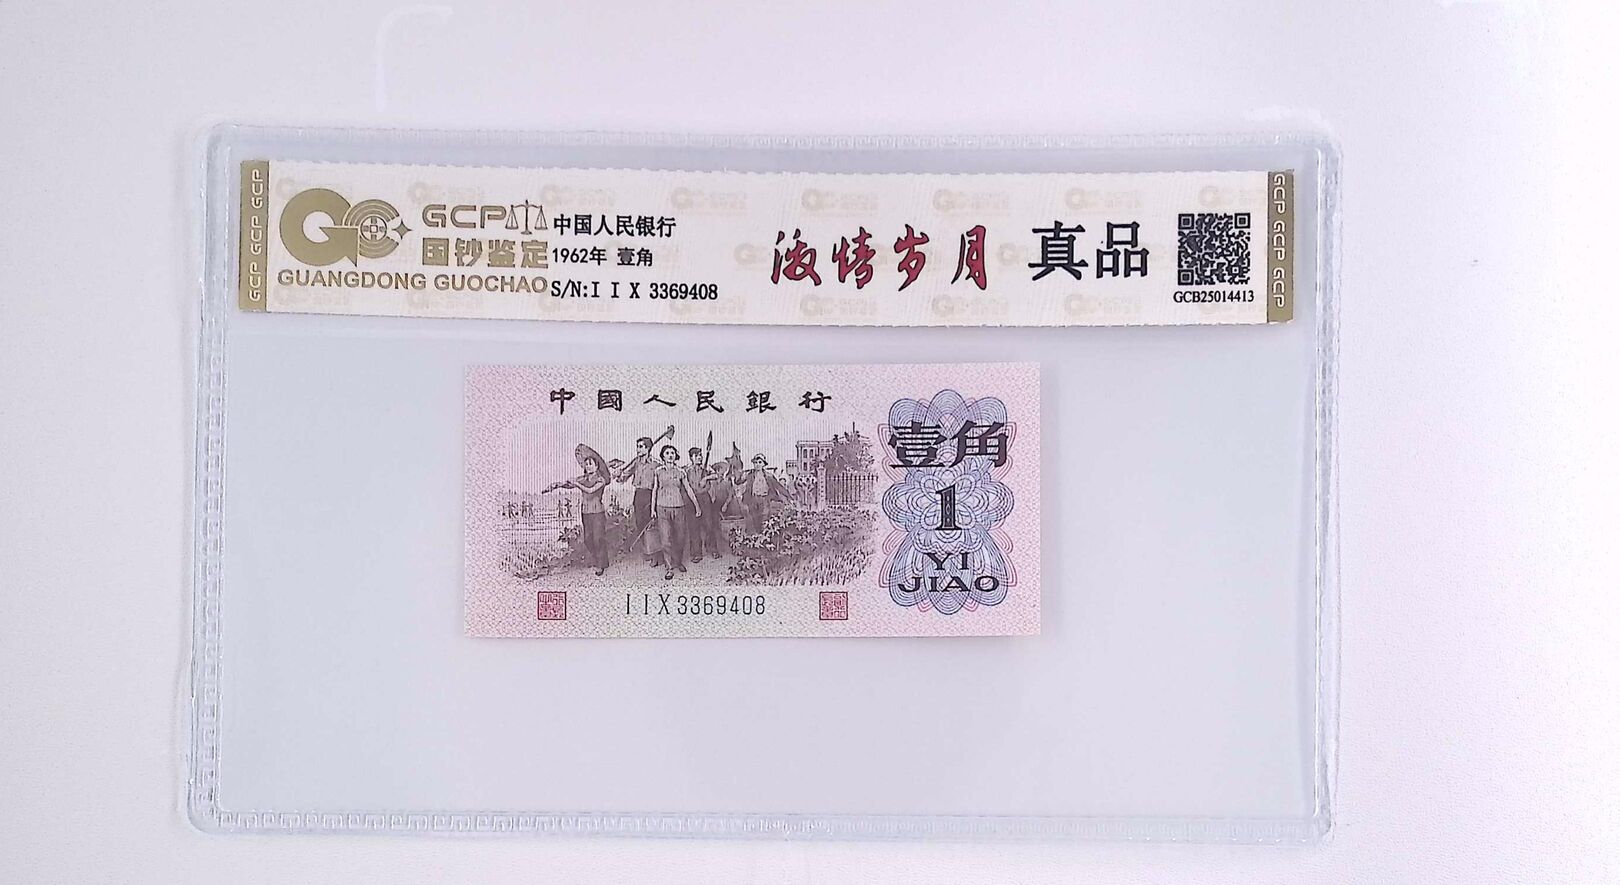 GCP GCP GCP
GCP
国钞鉴定
GUANGDONG GUOCHAO
中国人民银行
1962年 壹角
S/N:I I X 3369408
激情岁月
真品
GCB25014413
GCP GCP GCP
中國人民銀行
壹角
1
YI
JIAO
I I X 3369408